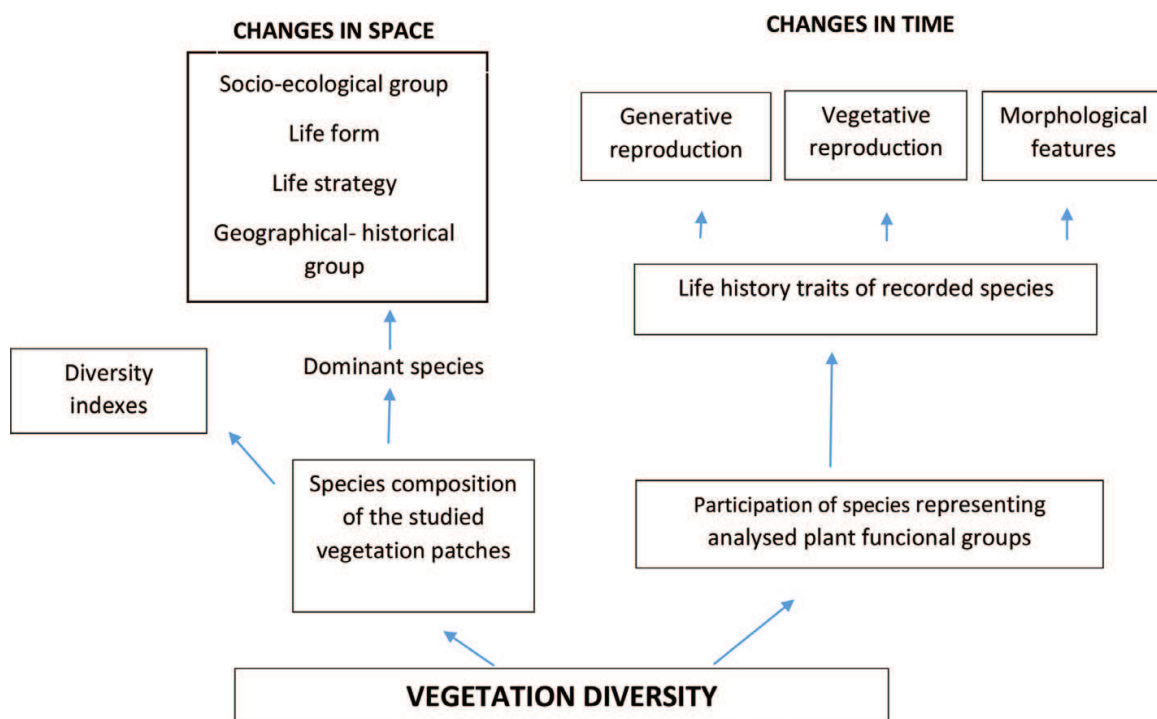 CHANGES IN SPACE
Socio-ecological group
Life form
Life strategy
Geographical- historical
group
Dominant species
Diversity
indexes
Species composition
of the studied
vegetation patches
CHANGES IN TIME
Generative
reproduction
Vegetative
reproduction
Morphological
features
Life history traits of recorded species
Participation of species representing
analysed plant funcional groups
VEGETATION DIVERSITY